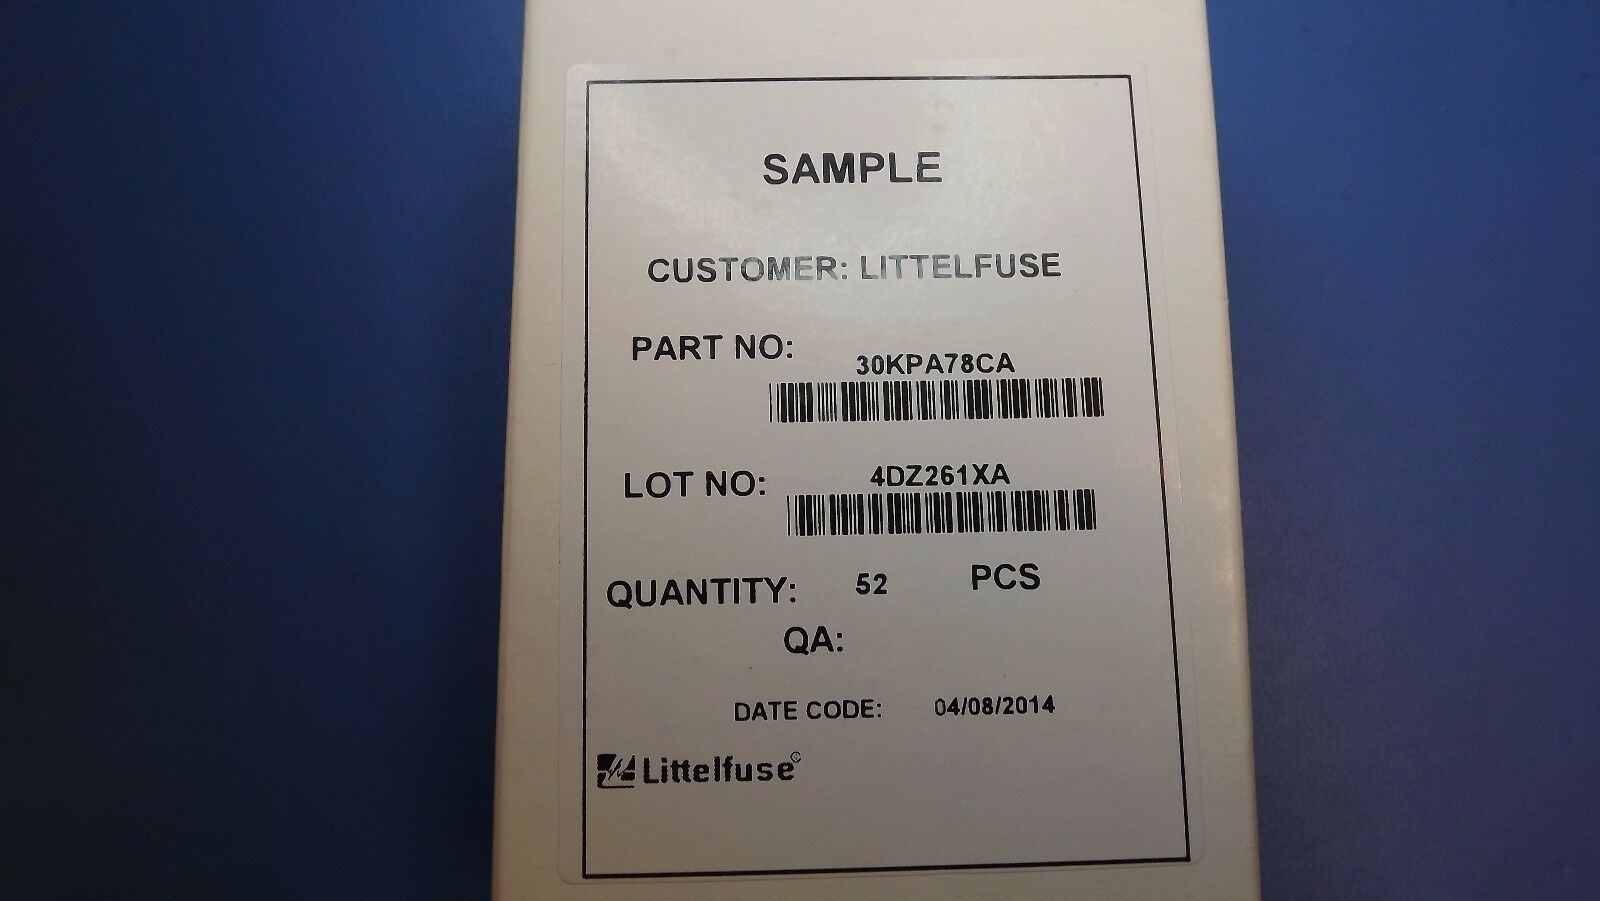 SAMPLE
CUSTOMER: LITTELFUSE
PART NO: 30KPA78CA
LOT NO: 4DZ261XA
QUANTITY: 52 PCS
QA:
DATE CODE: 04/08/2014
Littelfuse©